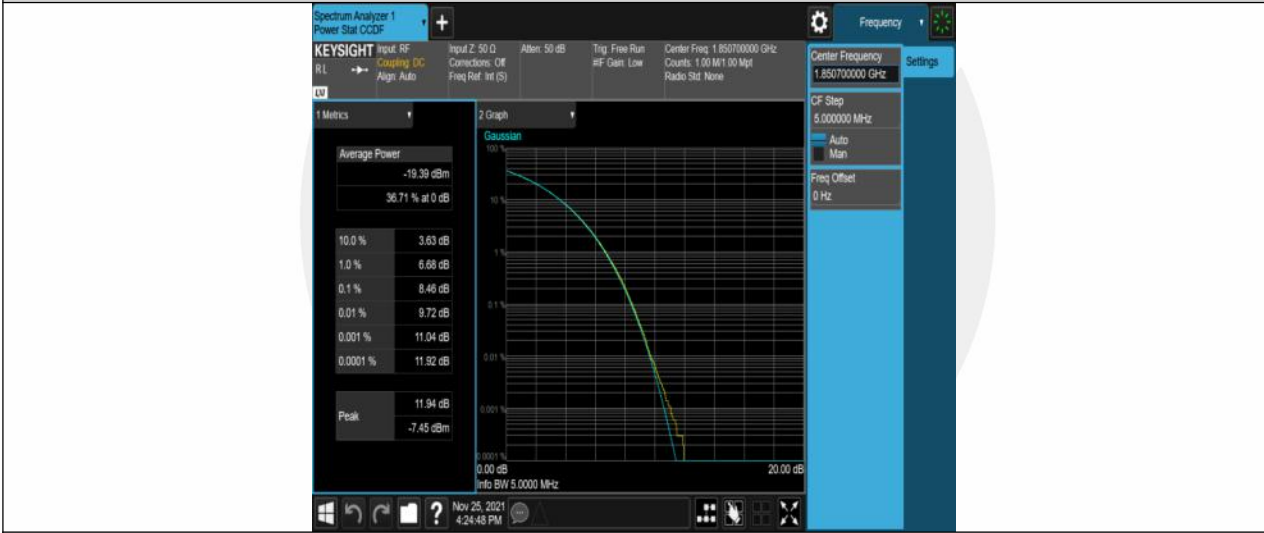 Spectrum Analyzer 1
Power Stat CCDF
+
Frequency
KEYSIGHT
RL
LV
Input: RF
Coupling: DC
Align: Auto
Input Z: 50 Ω
Corrections: Off
Freq Ref: Int (S)
Atten: 50 dB
Trig: Free Run
#IF Gain: Low
Center Freq: 1.850700000 GHz
Counts: 1.00 M/1.00 Mpt
Radio Std: None
Center Frequency
1.850700000 GHz
Settings
CF Step
5.000000 MHz
Auto
Man
Freq Offset
0 Hz
1 Metrics
Average Power
-19.39 dBm
36.71 % at 0 dB
10.0 % 3.63 dB
1.0 % 6.68 dB
0.1 % 8.46 dB
0.01 % 9.72 dB
0.001 % 11.04 dB
0.0001 % 11.92 dB
Peak
11.94 dB
-7.45 dBm
2 Graph
Gaussian
100 %
10 %
1 %
0.1 %
0.01 %
0.001 %
0.0001 %
0.00 dB 20.00 dB
Info BW 5.0000 MHz
?
Nov 25, 2021
4:24:48 PM